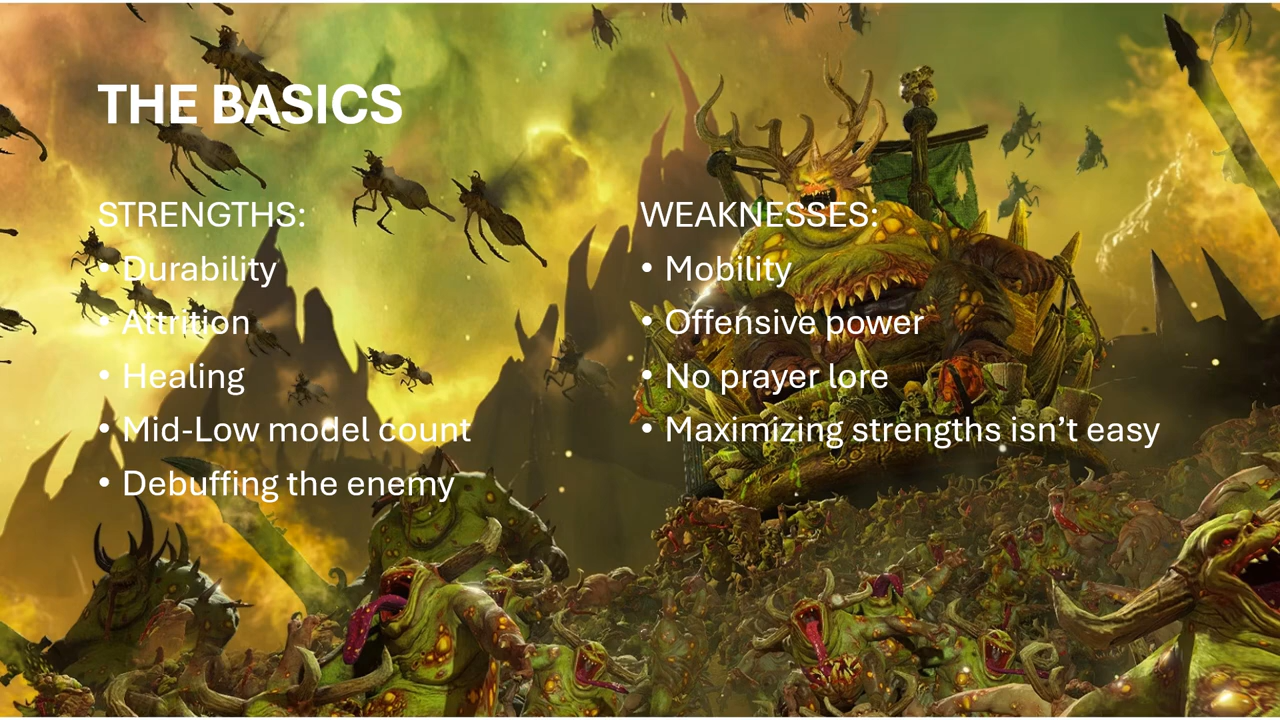 THE BASICS
STRENGTHS:
• Durability
• Attrition
• Healing
• Mid-Low model count
• Debuffing the enemy
WEAKNESSES:
• Mobility
• Offensive power
• No prayer lore
• Maximizing strengths isn’t easy